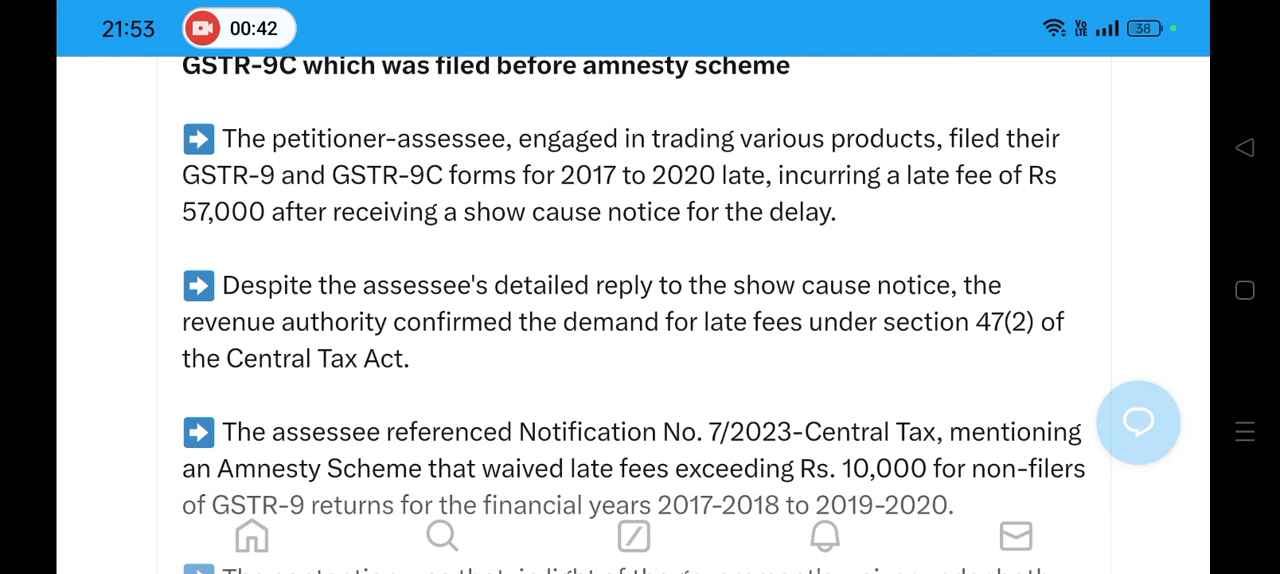 21:53
00:42
Vo
LTE
38
GSTR-9C which was filed before amnesty scheme
The petitioner-assessee, engaged in trading various products, filed their
GSTR-9 and GSTR-9C forms for 2017 to 2020 late, incurring a late fee of Rs
57,000 after receiving a show cause notice for the delay.
Despite the assessee's detailed reply to the show cause notice, the
revenue authority confirmed the demand for late fees under section 47(2) of
the Central Tax Act.
The assessee referenced Notification No. 7/2023-Central Tax, mentioning
an Amnesty Scheme that waived late fees exceeding Rs. 10,000 for non-filers
of GSTR-9 returns for the financial years 2017-2018 to 2019-2020.